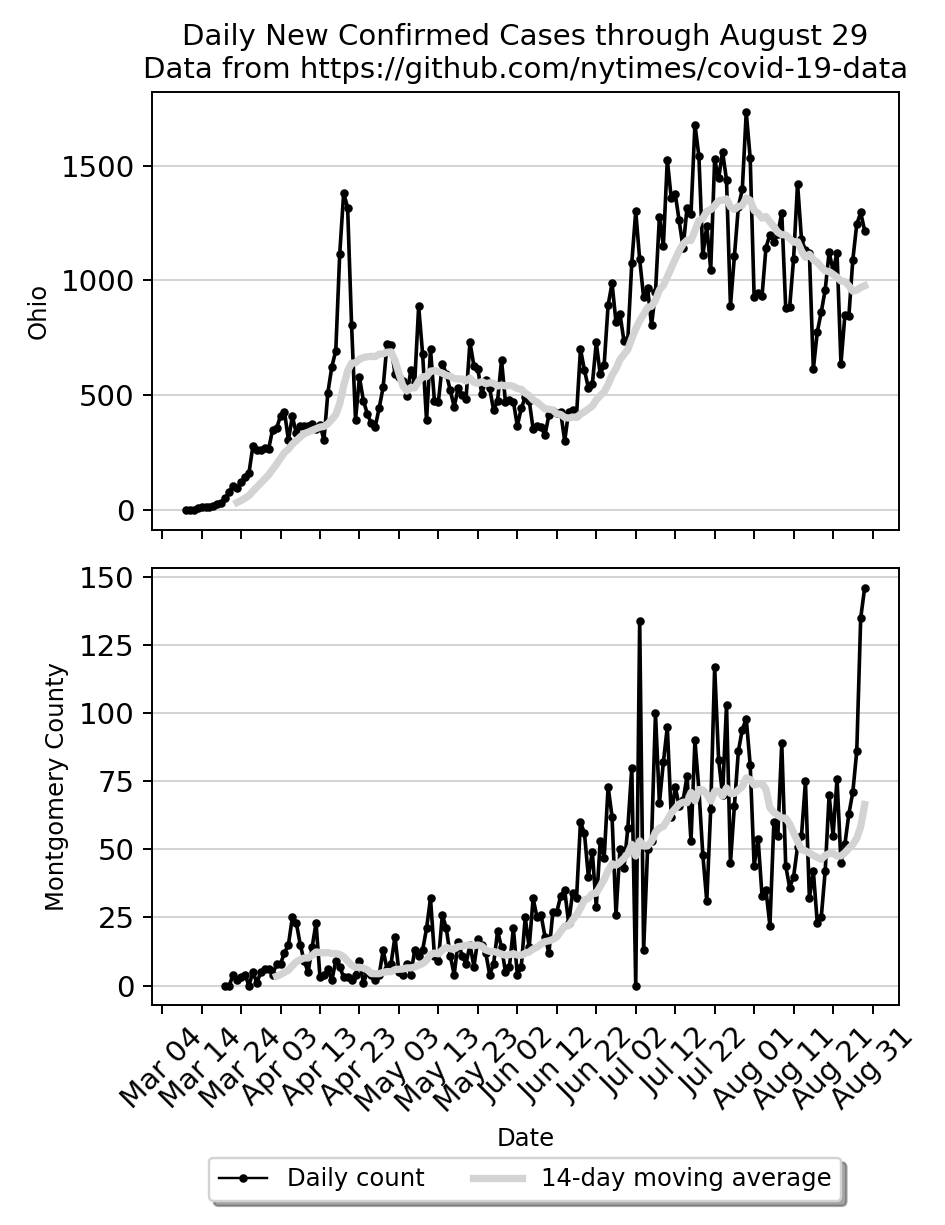 Daily New Confirmed Cases through August 29
Data from https://github.com/nytimes/covid-19-data
1500
1000
500
0
Ohio
150
125
100
75
50
25
0
Montgomery County
Mar 04
Mar 14
Mar 24
Apr 03
Apr 13
Apr 23
May 03
May 13
May 23
Jun 02
Jun 12
Jun 22
Jul 02
Jul 12
Jul 22
Aug 01
Aug 11
Aug 21
Aug 31
Date
Daily count
14-day moving average